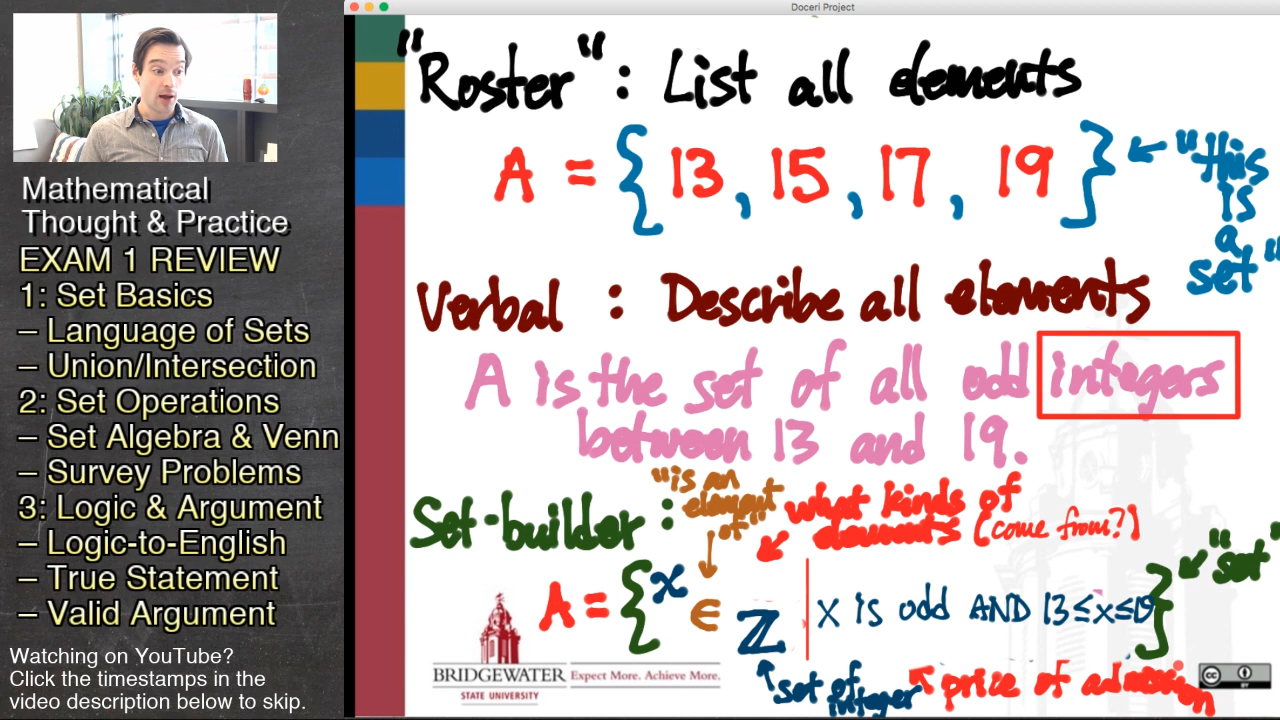 Doceri Project
Mathematical
Thought & Practice
EXAM 1 REVIEW
1: Set Basics
– Language of Sets
– Union/Intersection
2: Set Operations
– Set Algebra & Venn
– Survey Problems
3: Logic & Argument
– Logic-to-English
– True Statement
– Valid Argument
Watching on YouTube?
Click the timestamps in the
video description below to skip.
"Roster" : List all elements
A = {13, 15, 17, 19}
"this
is
a
set"
Verbal : Describe all elements
A is the set of all odd integers
between 13 and 19.
Set-builder :
"is an
element
of"
what kinds of
elements (come from?)
A = {x ∈ ℤ | x is odd AND 13 ≤ x ≤ 19}
"set"
set of
integer
price of admission
BRIDGEWATER
STATE UNIVERSITY
Expect More. Achieve More.
cc
BY